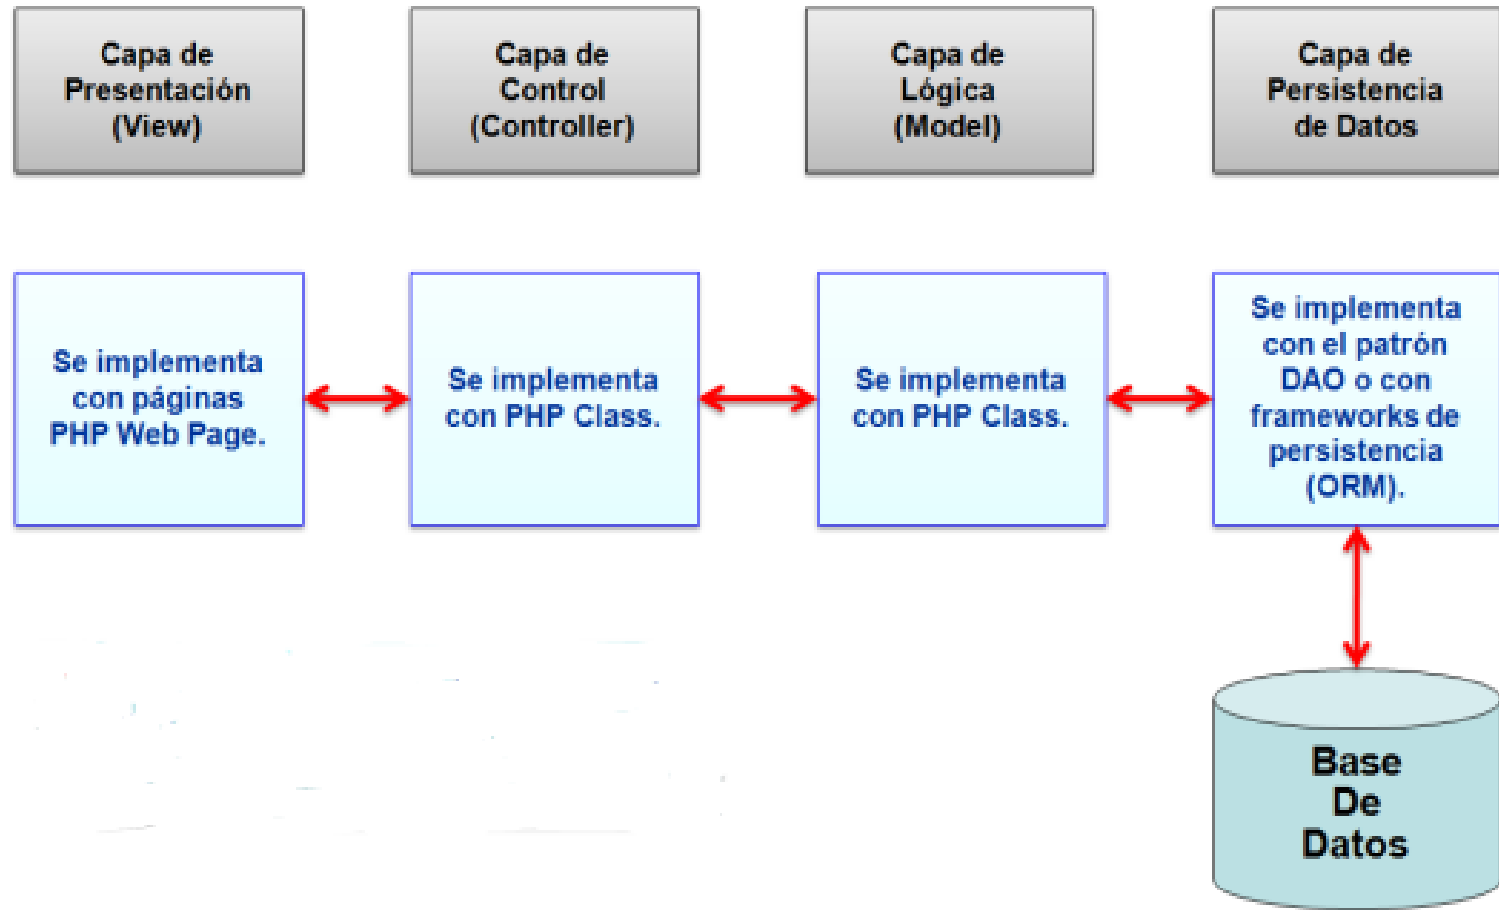 Capa de
Presentación
(View)
Capa de
Control
(Controller)
Capa de
Lógica
(Model)
Capa de
Persistencia
de Datos
Se implementa
con páginas
PHP Web Page.
Se implementa
con PHP Class.
Se implementa
con PHP Class.
Se implementa
con el patrón
DAO o con
frameworks de
persistencia
(ORM).
Base
De
Datos